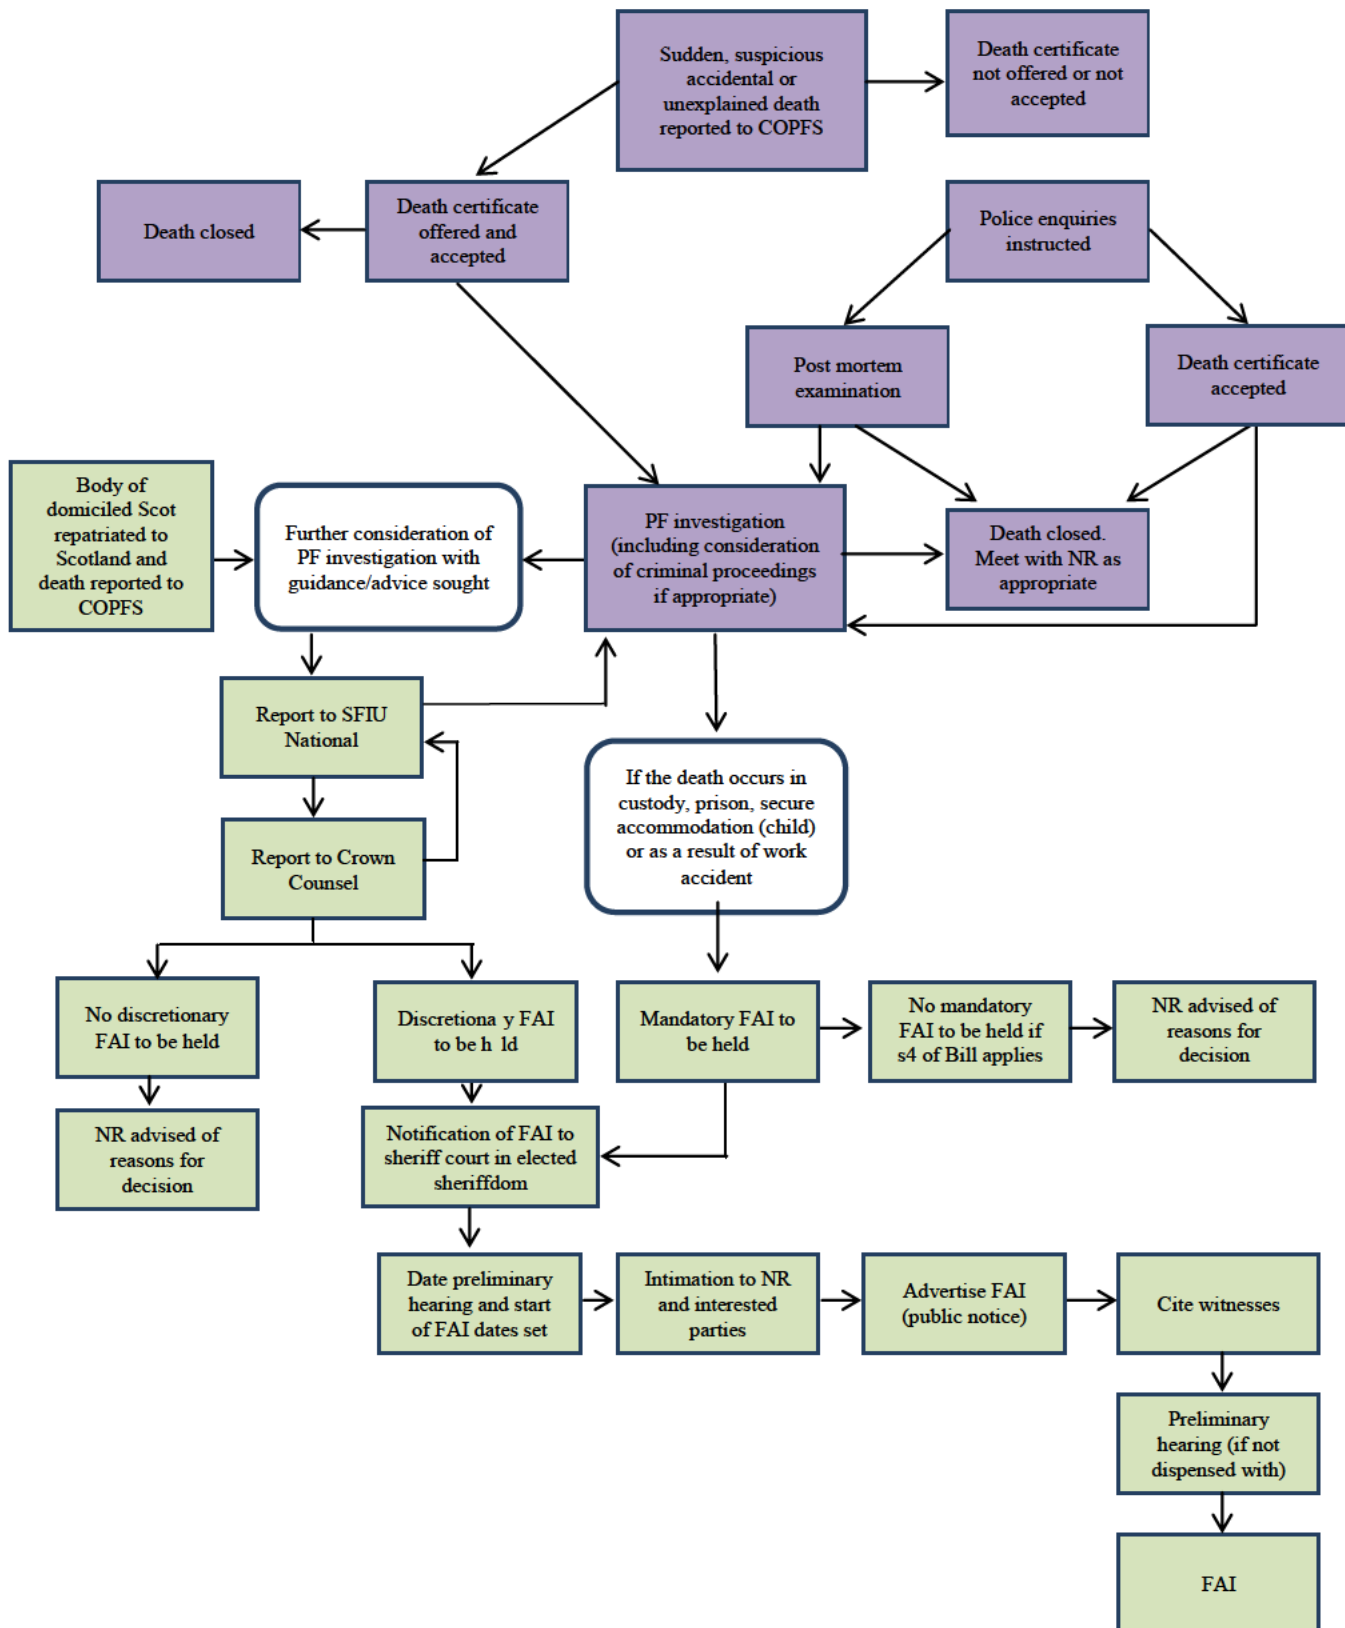 Sudden, suspicious
accidental or
unexplained death
reported to COPFS
Death certificate
not offered or not
accepted
Death closed
Death certificate
offered and
accepted
Police enquiries
instructed
Post mortem
examination
Death certificate
accepted
Body of
domiciled Scot
repatriated to
Scotland and
death reported to
COPFS
Further consideration of
PF investigation with
guidance/advice sought
PF investigation
(including consideration
of criminal proceedings
if appropriate)
Death closed.
Meet with NR as
appropriate
Report to SFIU
National
If the death occurs in
custody, prison, secure
accommodation (child)
or as a result of work
accident
Report to Crown
Counsel
No discretionary
FAI to be held
Discretiona y FAI
to be h ld
Mandatory FAI to
be held
No mandatory
FAI to be held if
s4 of Bill applies
NR advised of
reasons for
decision
NR advised of
reasons for
decision
Notification of FAI to
sheriff court in elected
sheriffdom
Date preliminary
hearing and start
of FAI dates set
Intimation to NR
and interested
parties
Advertise FAI
(public notice)
Cite witnesses
Preliminary
hearing (if not
dispensed with)
FAI